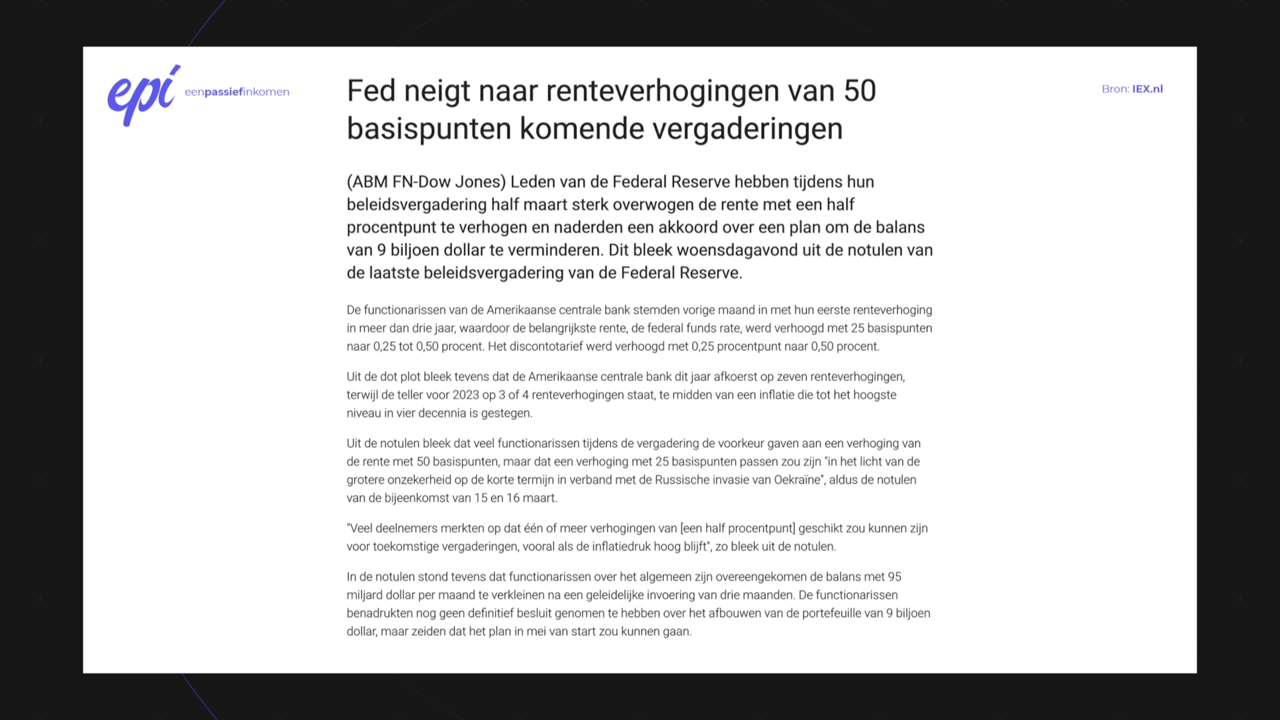 epi eenpassiefinkomen
Bron: IEX.nl
Fed neigt naar renteverhogingen van 50
basispunten komende vergaderingen
(ABM FN-Dow Jones) Leden van de Federal Reserve hebben tijdens hun
beleidsvergadering half maart sterk overwogen de rente met een half
procentpunt te verhogen en naderden een akkoord over een plan om de balans
van 9 biljoen dollar te verminderen. Dit bleek woensdagavond uit de notulen van
de laatste beleidsvergadering van de Federal Reserve.
De functionarissen van de Amerikaanse centrale bank stemden vorige maand in met hun eerste renteverhoging
in meer dan drie jaar, waardoor de belangrijkste rente, de federal funds rate, werd verhoogd met 25 basispunten
naar 0,25 tot 0,50 procent. Het discontotarief werd verhoogd met 0,25 procentpunt naar 0,50 procent.
Uit de dot plot bleek tevens dat de Amerikaanse centrale bank dit jaar afkoerst op zeven renteverhogingen,
terwijl de teller voor 2023 op 3 of 4 renteverhogingen staat, te midden van een inflatie die tot het hoogste
niveau in vier decennia is gestegen.
Uit de notulen bleek dat veel functionarissen tijdens de vergadering de voorkeur gaven aan een verhoging van
de rente met 50 basispunten, maar dat een verhoging met 25 basispunten passen zou zijn "in het licht van de
grotere onzekerheid op de korte termijn in verband met de Russische invasie van Oekraïne", aldus de notulen
van de bijeenkomst van 15 en 16 maart.
"Veel deelnemers merkten op dat één of meer verhogingen van [een half procentpunt] geschikt zou kunnen zijn
voor toekomstige vergaderingen, vooral als de inflatiedruk hoog blijft", zo bleek uit de notulen.
In de notulen stond tevens dat functionarissen over het algemeen zijn overeengekomen de balans met 95
miljard dollar per maand te verkleinen na een geleidelijke invoering van drie maanden. De functionarissen
benadrukten nog geen definitief besluit genomen te hebben over het afbouwen van de portefeuille van 9 biljoen
dollar, maar zeiden dat het plan in mei van start zou kunnen gaan.